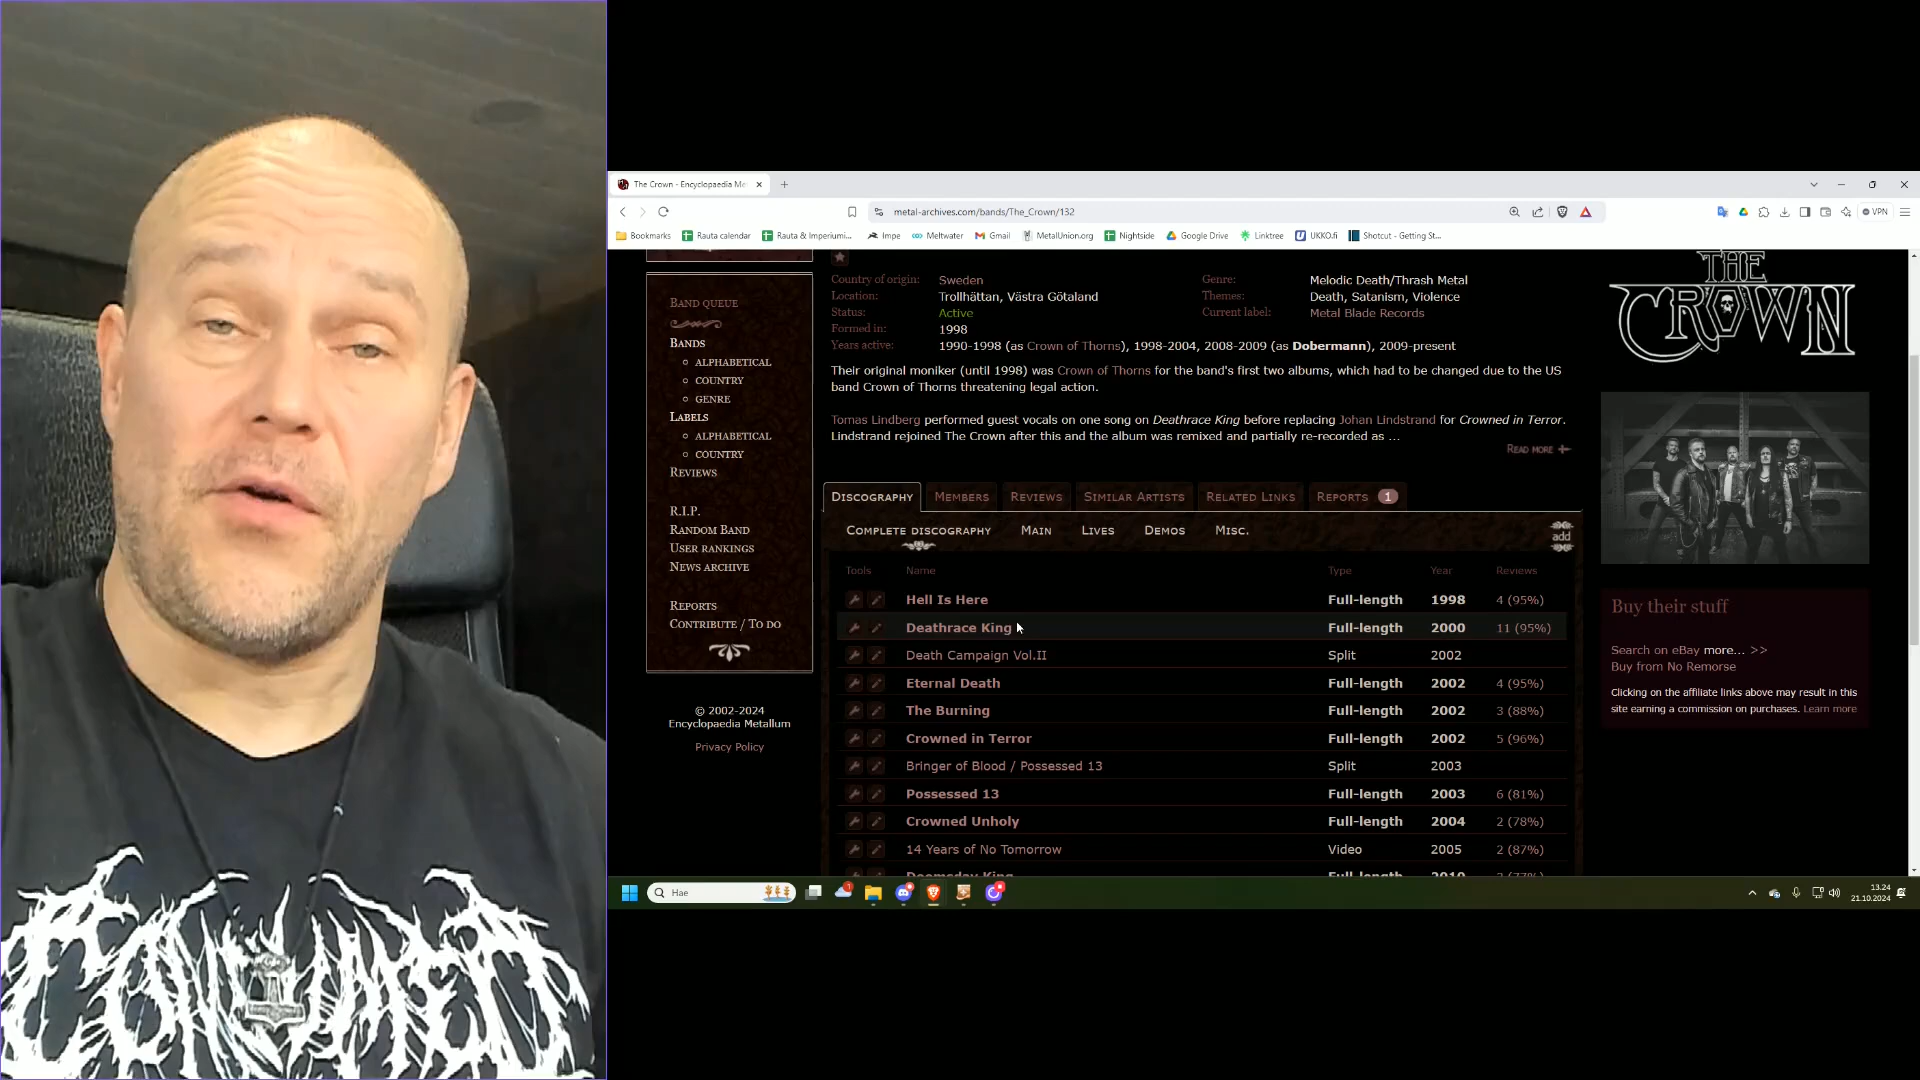 The Crown - Encyclopaedia Me
metal-archives.com/bands/The_Crown/132
VPN
Bookmarks
Rauta calendar
Rauta & Imperiumi...
Impe
Meltwater
Gmail
MetalUnion.org
Nightside
Google Drive
Linktree
UKKO.fi
Shotcut - Getting St...
BAND QUEUE
BANDS
ALPHABETICAL
COUNTRY
GENRE
LABELS
ALPHABETICAL
COUNTRY
REVIEWS
R.I.P.
RANDOM BAND
USER RANKINGS
NEWS ARCHIVE
REPORTS
CONTRIBUTE / TO DO
© 2002-2024
Encyclopaedia Metallum
Privacy Policy
Country of origin: Sweden
Location: Trollhättan, Västra Götaland
Status: Active
Formed in: 1998
Years active: 1990-1998 (as Crown of Thorns), 1998-2004, 2008-2009 (as Dobermann), 2009-present
Genre: Melodic Death/Thrash Metal
Themes: Death, Satanism, Violence
Current label: Metal Blade Records
Their original moniker (until 1998) was Crown of Thorns for the band's first two albums, which had to be changed due to the US
band Crown of Thorns threatening legal action.
Tomas Lindberg performed guest vocals on one song on Deathrace King before replacing Johan Lindstrand for Crowned in Terror.
Lindstrand rejoined The Crown after this and the album was remixed and partially re-recorded as ...
READ MORE
DISCOGRAPHY MEMBERS REVIEWS SIMILAR ARTISTS RELATED LINKS REPORTS 1
COMPLETE DISCOGRAPHY MAIN LIVES DEMOS MISC.
add
Tools Name Type Year Reviews
Hell Is Here Full-length 1998 4 (95%)
Deathrace King Full-length 2000 11 (95%)
Death Campaign Vol.II Split 2002
Eternal Death Full-length 2002 4 (95%)
The Burning Full-length 2002 3 (88%)
Crowned in Terror Full-length 2002 5 (96%)
Bringer of Blood / Possessed 13 Split 2003
Possessed 13 Full-length 2003 6 (81%)
Crowned Unholy Full-length 2004 2 (78%)
14 Years of No Tomorrow Video 2005 2 (87%)
THE
CROWN
Buy their stuff
Search on eBay more... >>
Buy from No Remorse
Clicking on the affiliate links above may result in this
site earning a commission on purchases. Learn more
Hae
13.24
21.10.2024